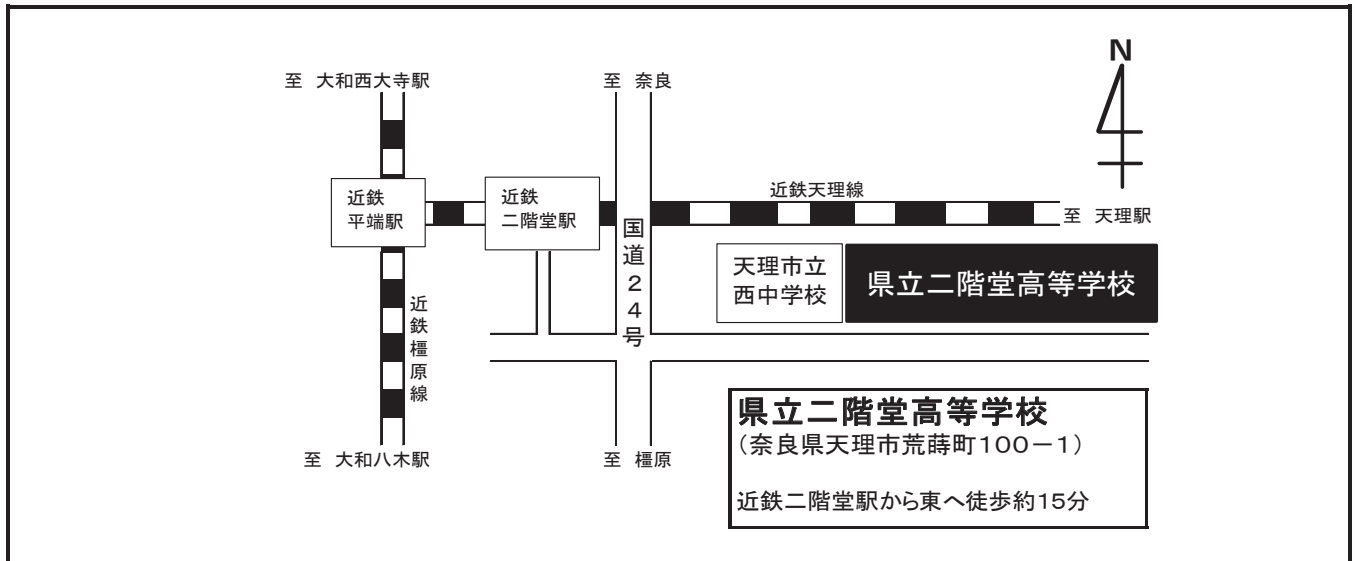 N
至 大和西大寺駅
至 奈良
近鉄
平端駅
近鉄
二階堂駅
近鉄天理線
至 天理駅
国道24号
天理市立
西中学校
県立二階堂高等学校
近鉄橿原線
県立二階堂高等学校
（奈良県天理市荒蒔町100－1）
近鉄二階堂駅から東へ徒歩約15分
至 大和八木駅
至 橿原